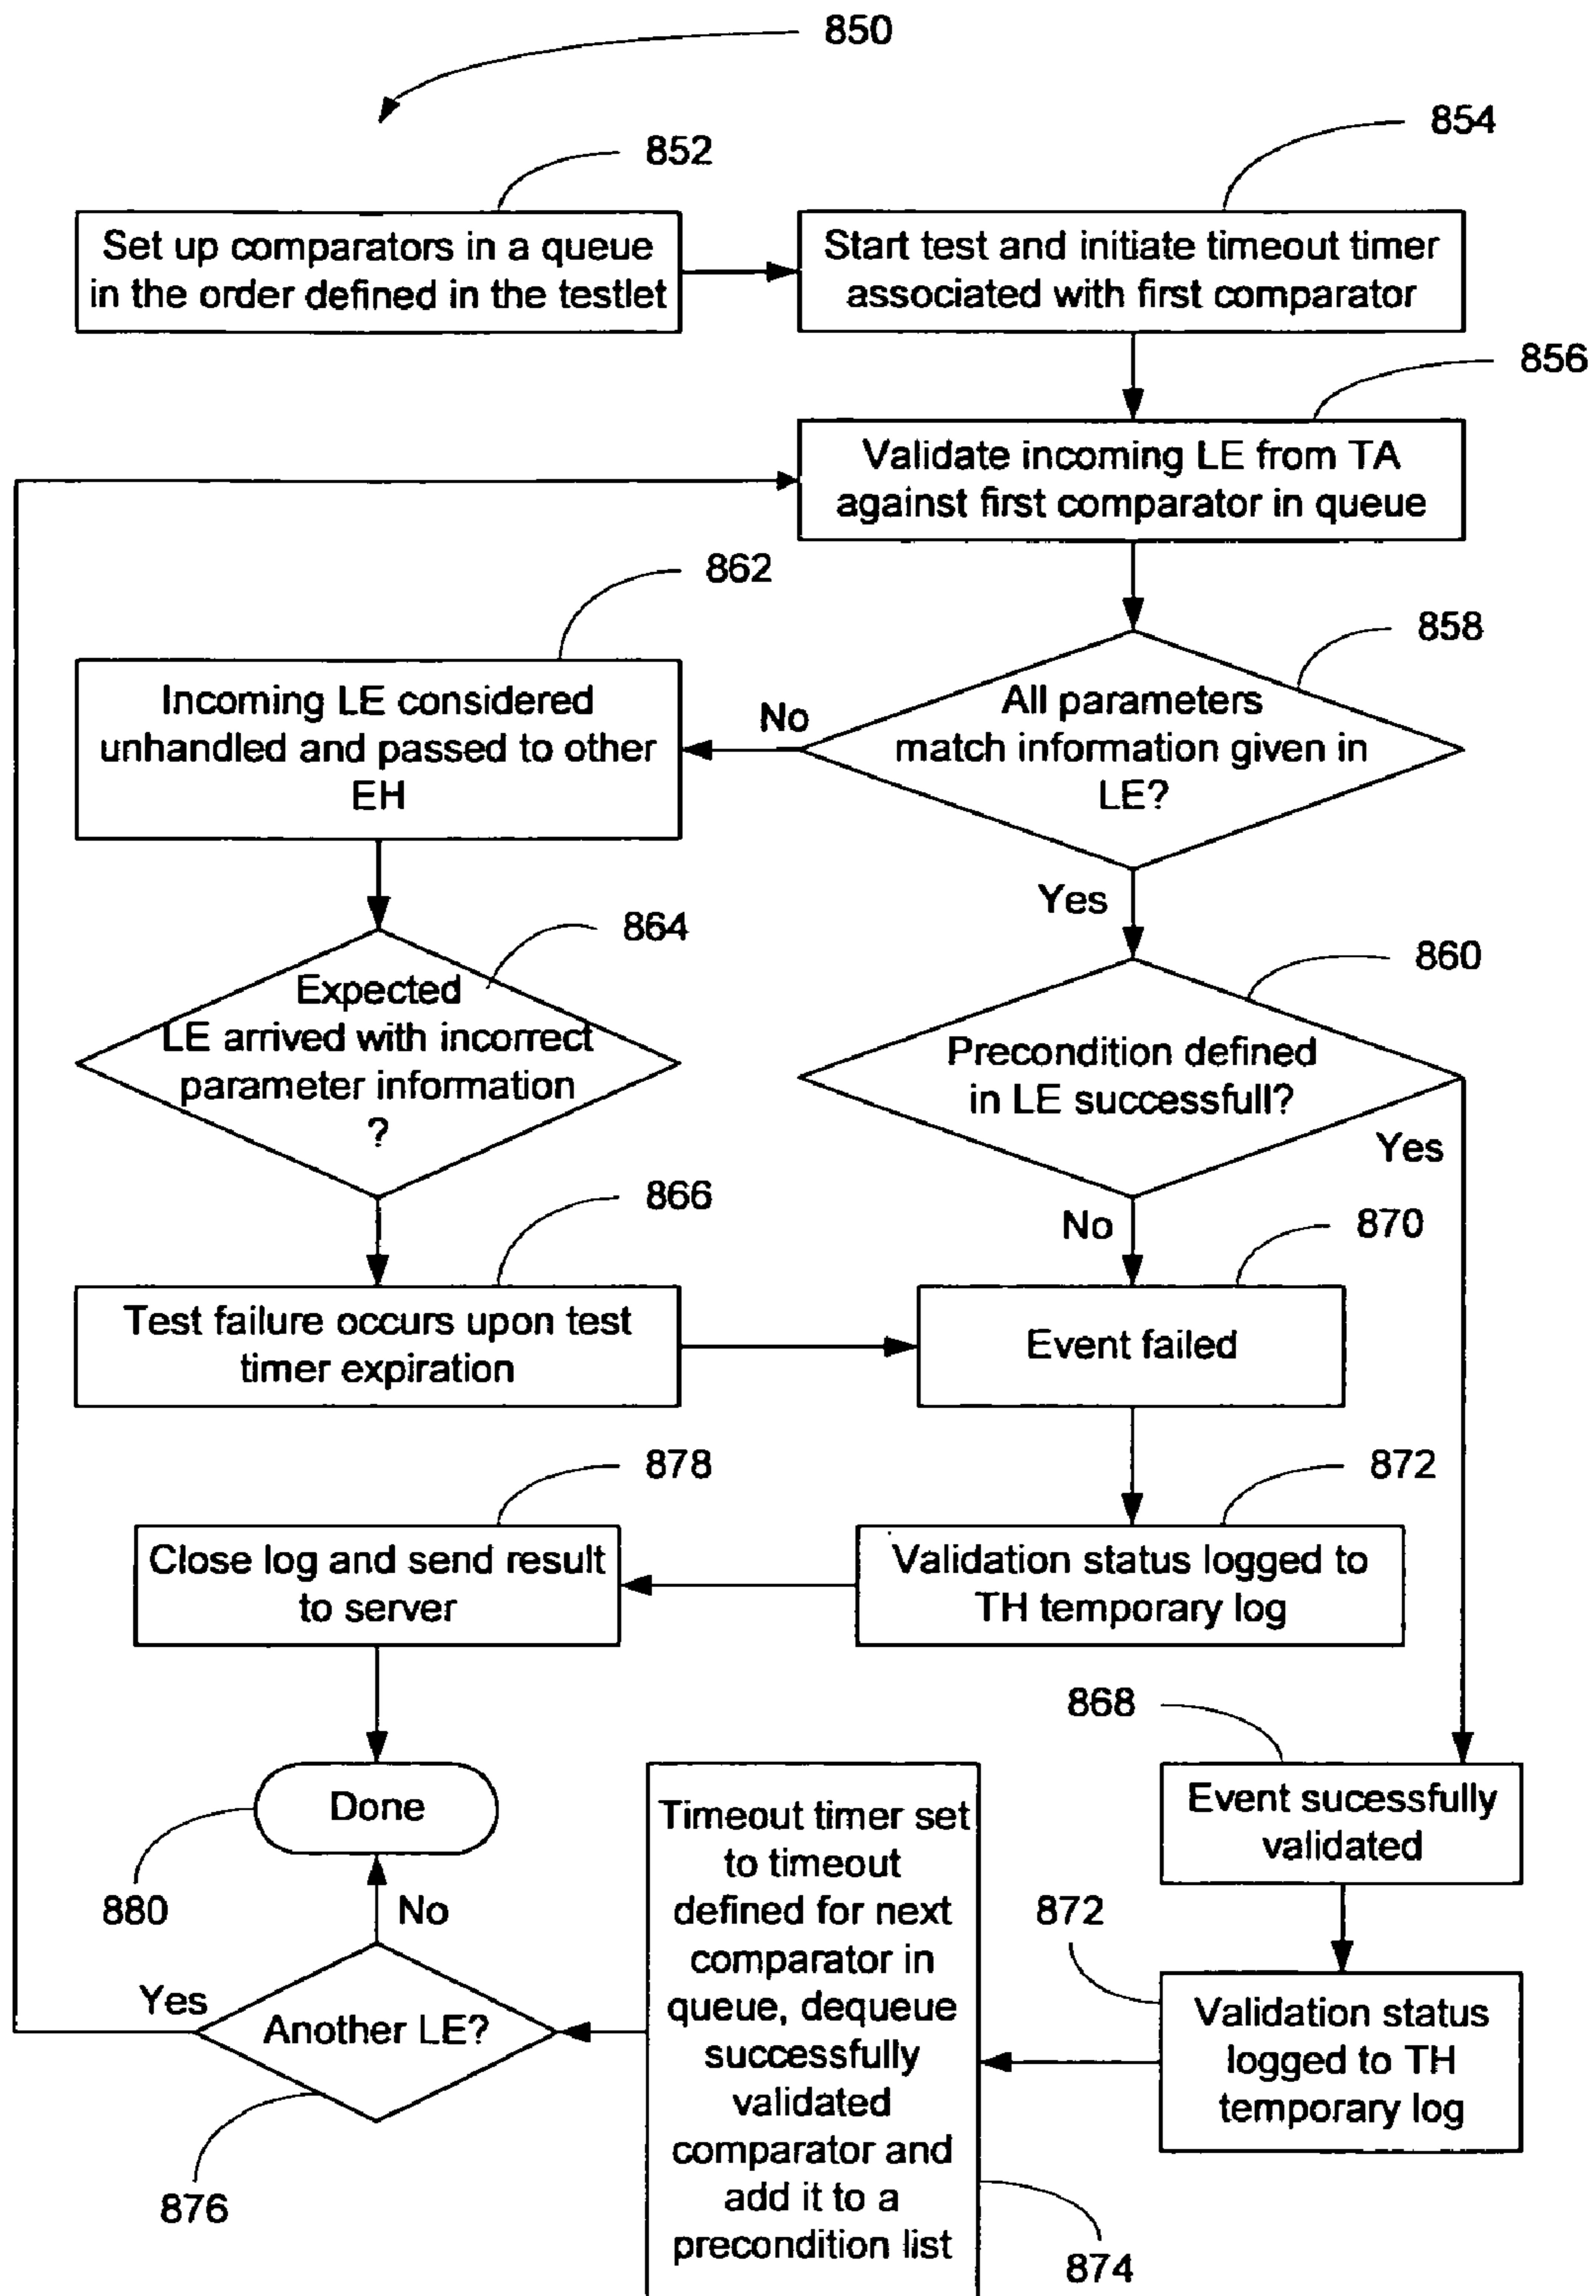 850
852
854
Set up comparators in a queue
in the order defined in the testlet
Start test and initiate timeout timer
associated with first comparator
856
Validate incoming LE from TA
against first comparator in queue
862
858
Incoming LE considered
unhandled and passed to other
EH
No
All parameters
match information given in
LE?
Yes
864
860
Expected
LE arrived with incorrect
parameter information
?
Precondition defined
in LE successfull?
Yes
866
No
870
Test failure occurs upon test
timer expiration
Event failed
878
872
Close log and send result
to server
Validation status logged to
TH temporary log
868
Done
Event sucessfully
validated
880
No
Timeout timer set
to timeout
defined for next
comparator in
queue, dequeue
successfully
validated
comparator and
add it to a
precondition list
872
Yes
Another LE?
Validation status
logged to TH
temporary log
876
874